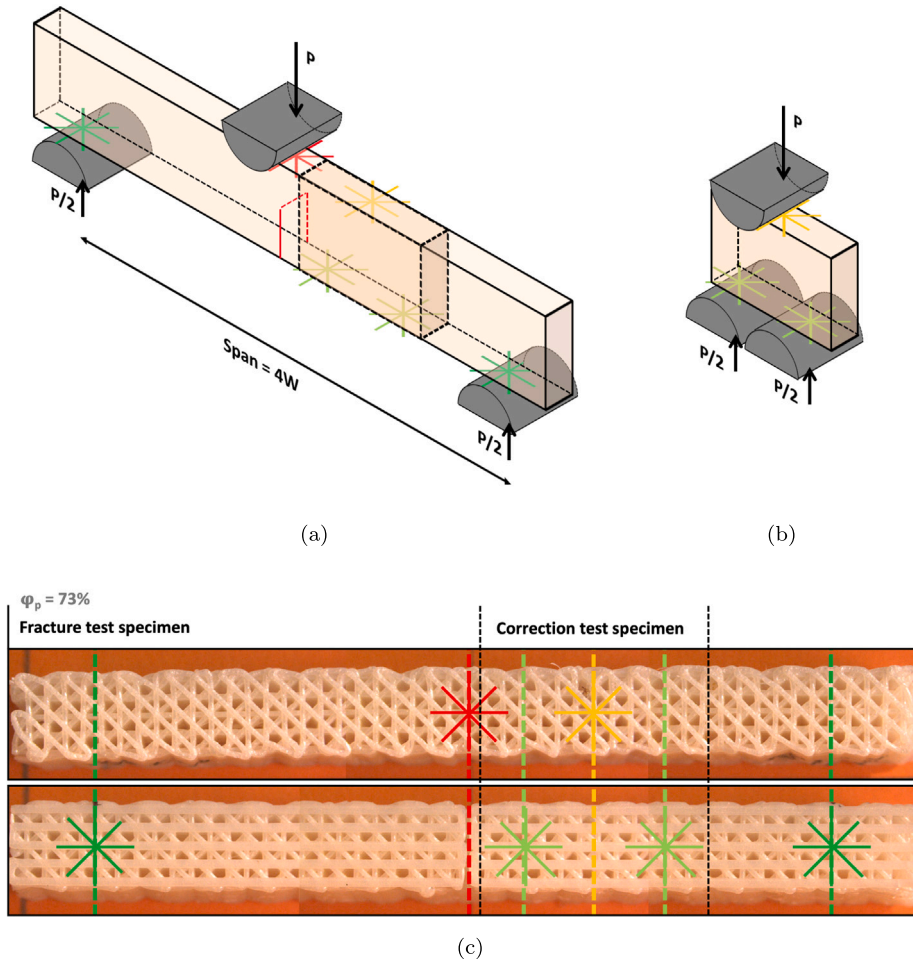 P
P
P/2
Span = 4W
P/2
P/2
P/2
(a)
(b)
φp = 73%
Fracture test specimen
Correction test specimen
(c)